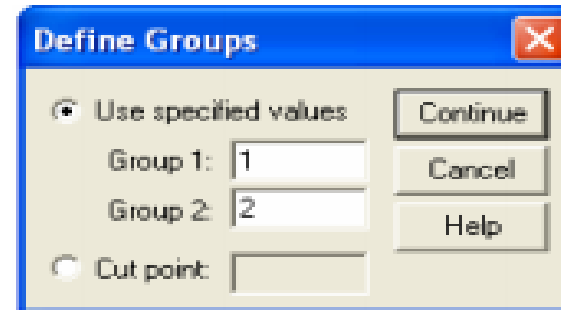 Define Groups
Use specified values
Continue
Group 1: 1
Cancel
Group 2: 2
Help
Cut point: